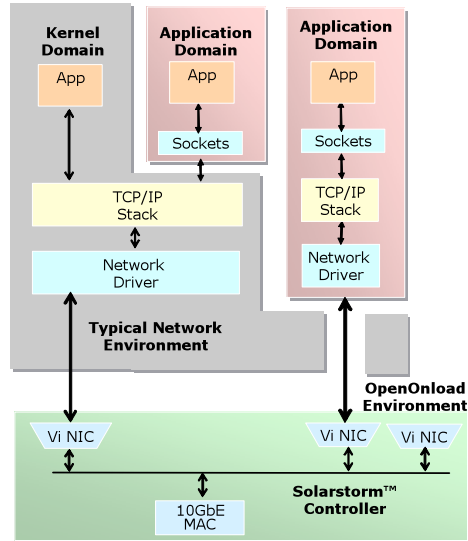 Kernel
Domain
App
Application
Domain
App
Sockets
TCP/IP
Stack
Network
Driver
Typical Network
Environment
Application
Domain
App
Sockets
TCP/IP
Stack
Network
Driver
OpenOnload
Environment
Vi NIC
Vi NIC
Vi NIC
10GbE
MAC
Solarstorm™
Controller